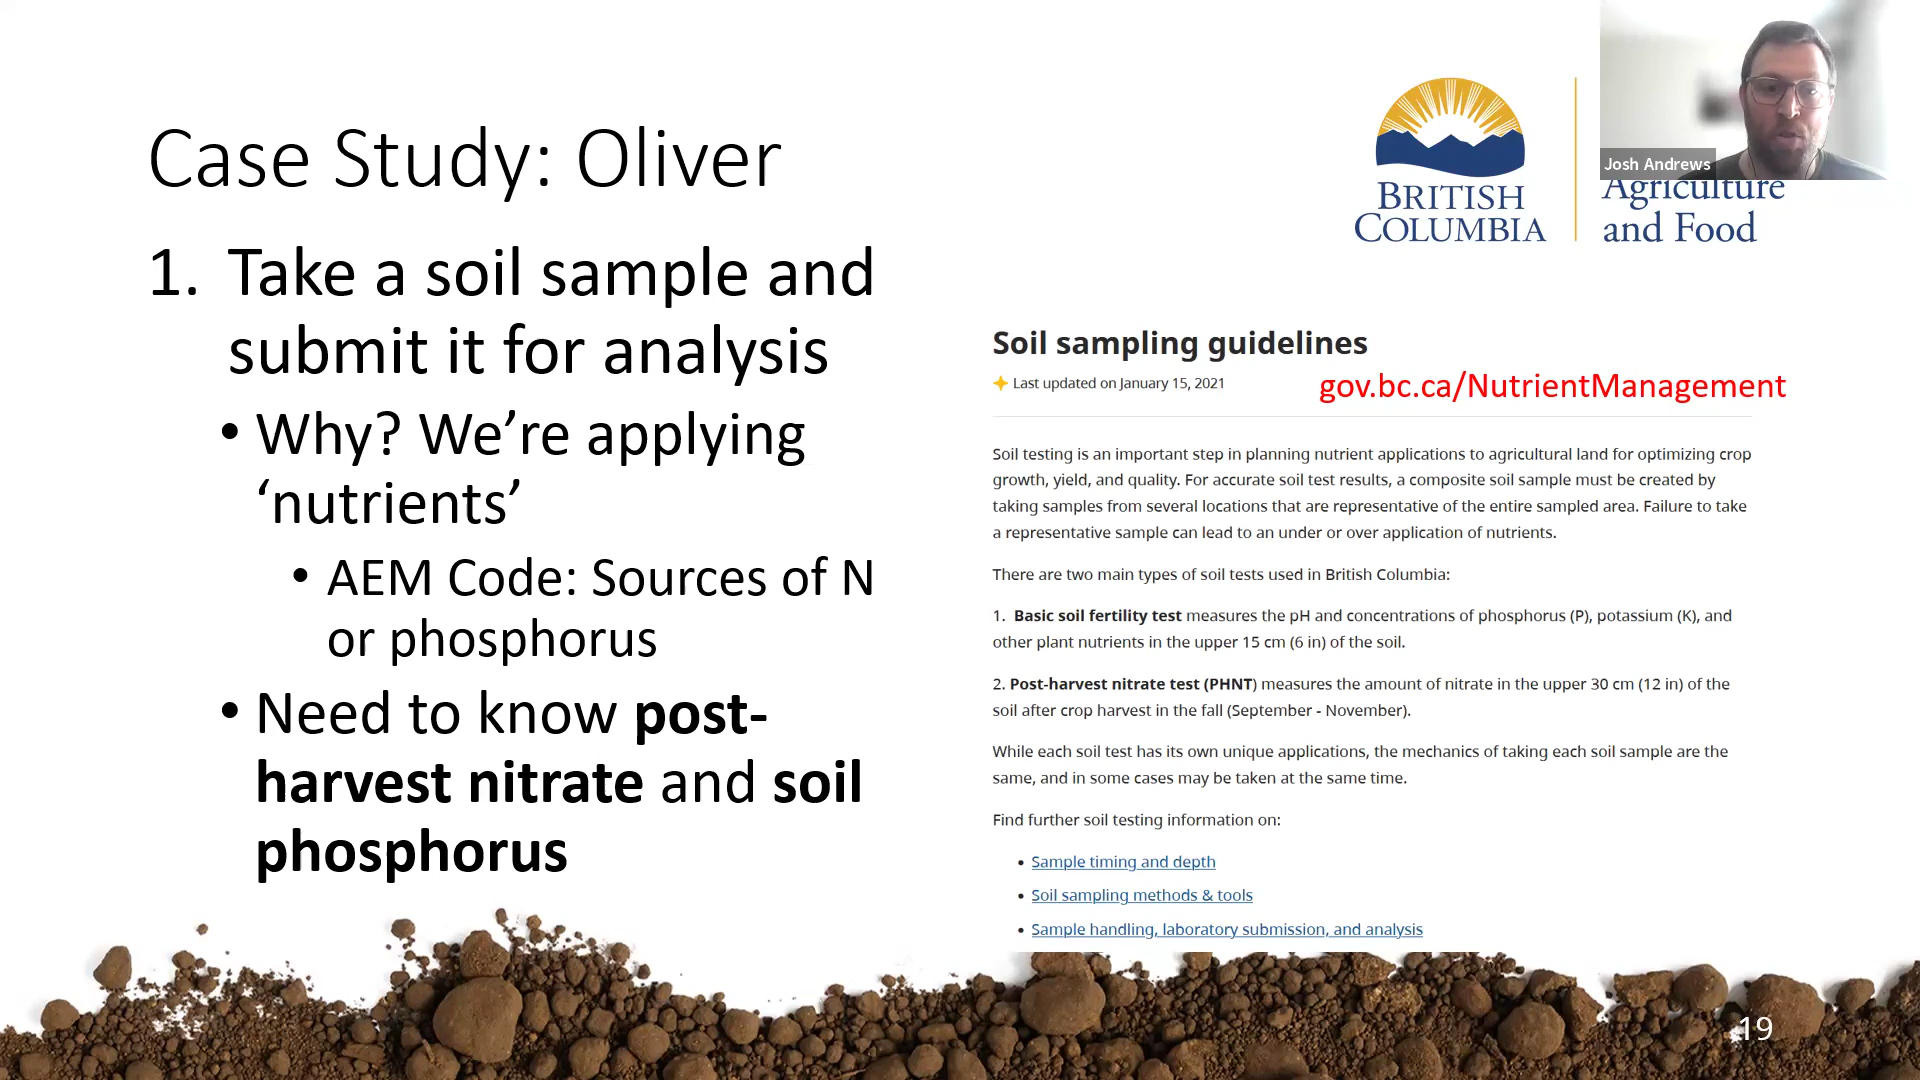 Case Study: Oliver
1. Take a soil sample and
submit it for analysis
• Why? We’re applying
‘nutrients’
• AEM Code: Sources of N
or phosphorus
• Need to know post-
harvest nitrate and soil
phosphorus
BRITISH
COLUMBIA
Agriculture
and Food
Josh Andrews
Soil sampling guidelines
Last updated on January 15, 2021
gov.bc.ca/NutrientManagement
Soil testing is an important step in planning nutrient applications to agricultural land for optimizing crop
growth, yield, and quality. For accurate soil test results, a composite soil sample must be created by
taking samples from several locations that are representative of the entire sampled area. Failure to take
a representative sample can lead to an under or over application of nutrients.
There are two main types of soil tests used in British Columbia:
1. Basic soil fertility test measures the pH and concentrations of phosphorus (P), potassium (K), and
other plant nutrients in the upper 15 cm (6 in) of the soil.
2. Post-harvest nitrate test (PHNT) measures the amount of nitrate in the upper 30 cm (12 in) of the
soil after crop harvest in the fall (September - November).
While each soil test has its own unique applications, the mechanics of taking each soil sample are the
same, and in some cases may be taken at the same time.
Find further soil testing information on:
• Sample timing and depth
• Soil sampling methods & tools
• Sample handling, laboratory submission, and analysis
19